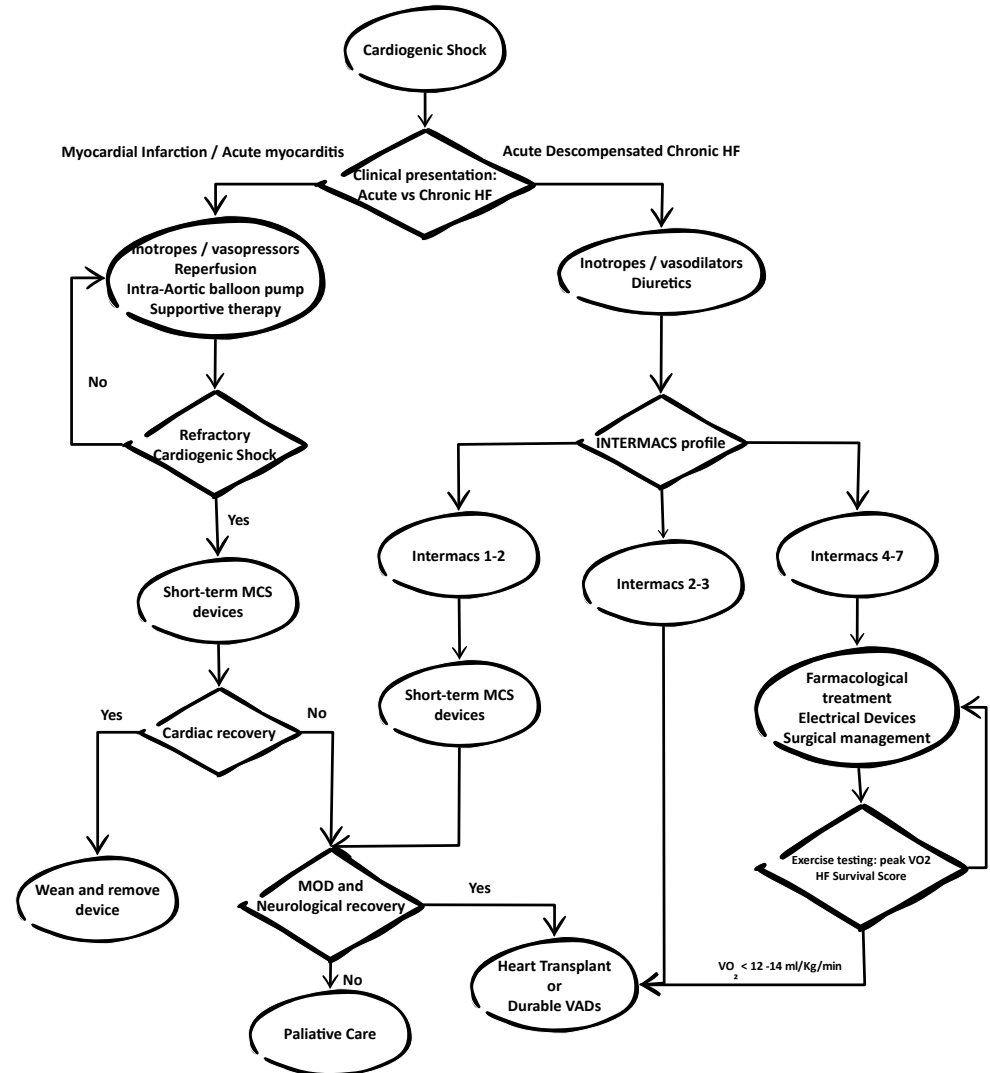 Cardiogenic Shock
Myocardial Infarction / Acute myocarditis
Acute Descompensated Chronic HF
Clinical presentation:
Acute vs Chronic HF
Inotropes / vasopressors
Reperfusion
Intra-Aortic balloon pump
Supportive therapy
Inotropes / vasodilators
Diuretics
No
Refractory
Cardiogenic Shock
INTERMACS profile
Yes
Intermacs 1-2
Intermacs 2-3
Intermacs 4-7
Short-term MCS
devices
Short-term MCS
devices
Farmacological
treatment
Electrical Devices
Surgical management
Yes
No
Cardiac recovery
Exercise testing: peak VO2
HF Survival Score
Wean and remove
device
MOD and
Neurological recovery
Yes
No
Heart Transplant
or
Durable VADs
VO₂ < 12 -14 ml/Kg/min
Paliative Care